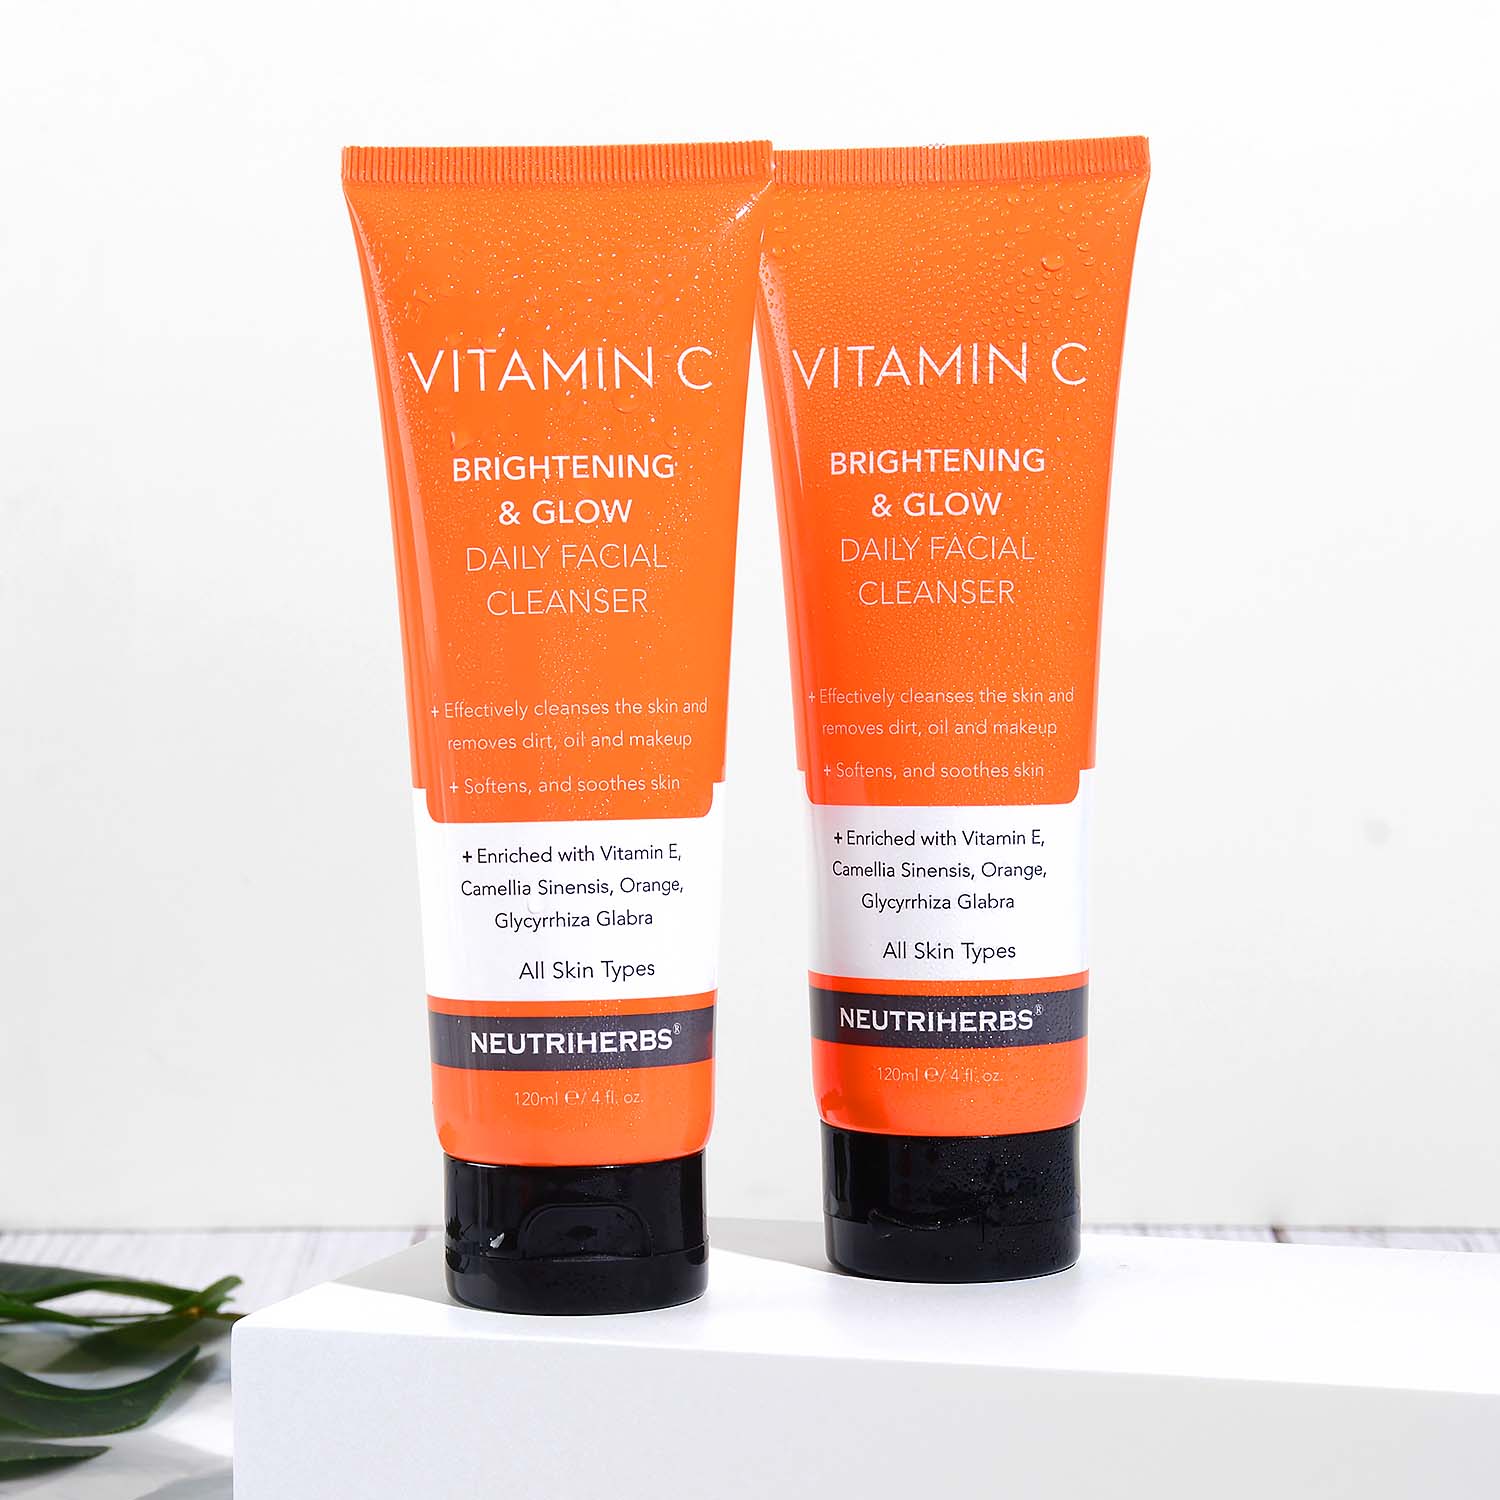 VITAMIN C
BRIGHTENING
& GLOW
DAILY FACIAL
CLEANSER
+ Effectively cleanses the skin and
removes dirt, oil and makeup
+ Softens, and soothes skin
+ Enriched with Vitamin E,
Camellia Sinensis, Orange,
Glycyrrhiza Glabra
All Skin Types
NEUTRIHERBS®
120ml ℮/ 4 fl. oz.
VITAMIN C
BRIGHTENING
& GLOW
DAILY FACIAL
CLEANSER
+ Effectively cleanses the skin and
removes dirt, oil and makeup
+ Softens, and soothes skin
+ Enriched with Vitamin E,
Camellia Sinensis, Orange,
Glycyrrhiza Glabra
All Skin Types
NEUTRIHERBS®
120ml ℮/ 4 fl. oz.